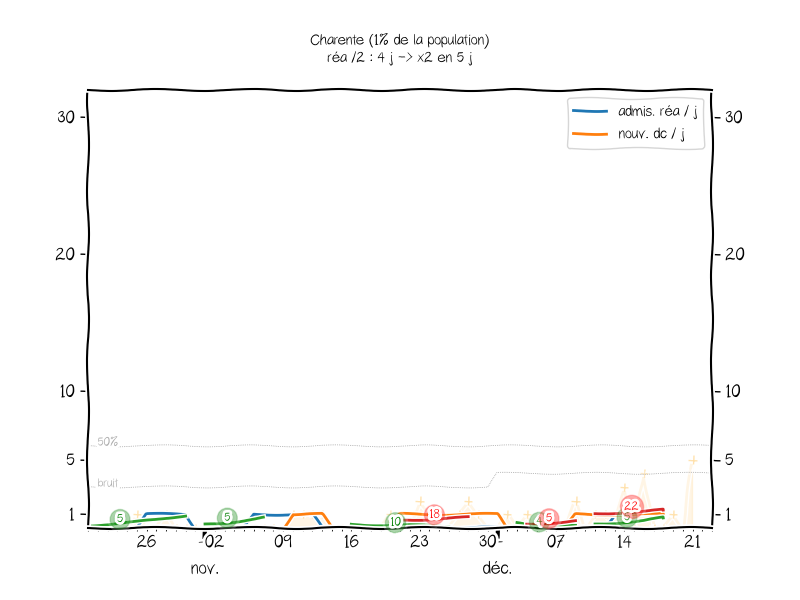 Charente (1% de la population)
réa /2 : 4 j -> x2 en 5 j
admis. réa / j
nouv. dc / j
30 30
20 20
10 10
50%
5 5
bruit
1 5 5 10 18 4 5 5 22 1
26 02 09 16 23 30 07 14 21
nov. déc.